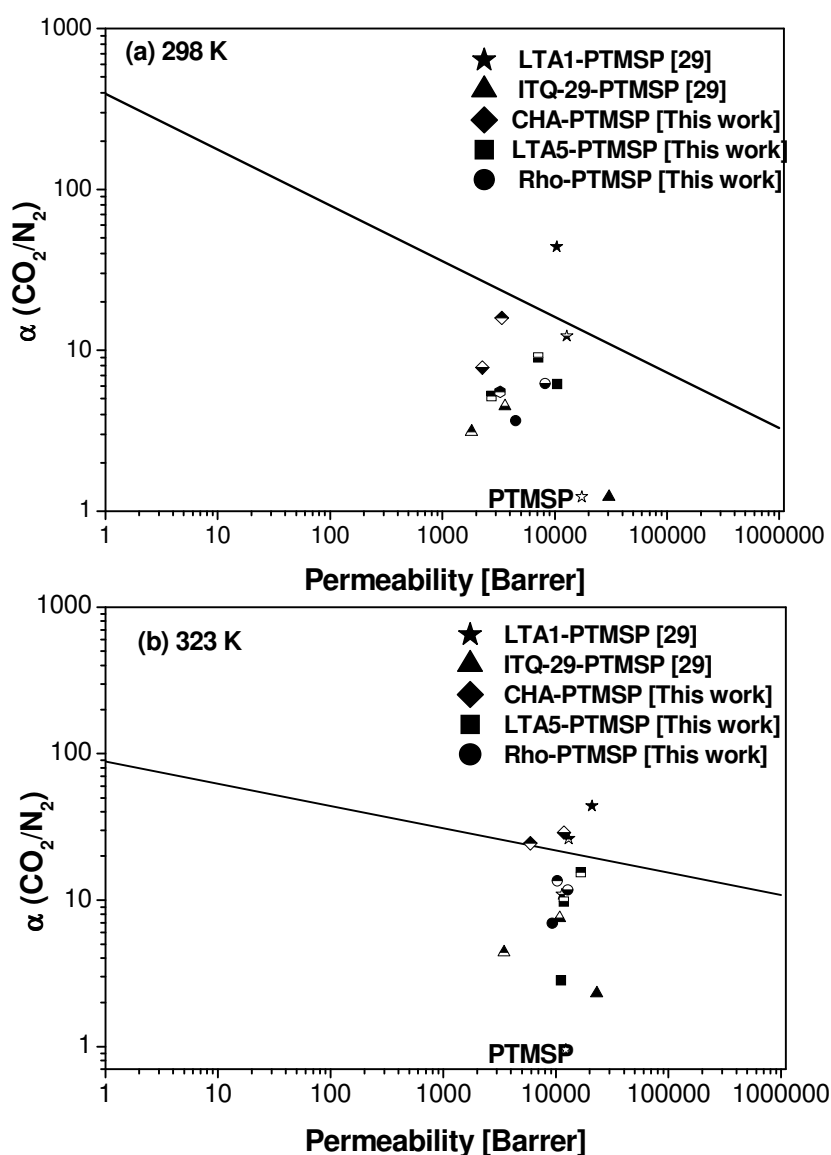 1000
(a) 298 K
LTA1-PTMSP [29]
ITQ-29-PTMSP [29]
CHA-PTMSP [This work]
LTA5-PTMSP [This work]
Rho-PTMSP [This work]
100
α (CO₂/N₂)
10
PTMSP
1
1 10 100 1000 10000 100000 1000000
Permeability [Barrer]
1000
(b) 323 K
LTA1-PTMSP [29]
ITQ-29-PTMSP [29]
CHA-PTMSP [This work]
LTA5-PTMSP [This work]
Rho-PTMSP [This work]
100
α (CO₂/N₂)
10
1
PTMSP
1 10 100 1000 10000 100000 1000000
Permeability [Barrer]